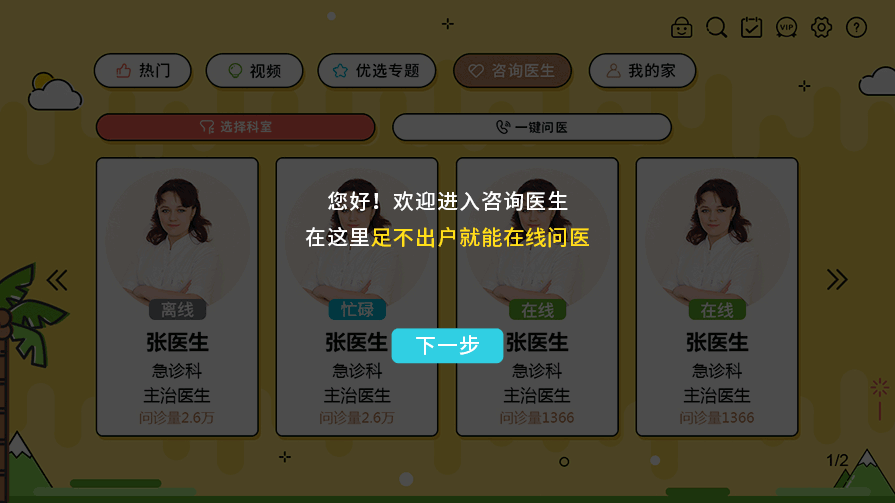 VIP
热门
视频
优选专题
咨询医生
我的家
选择科室
一键问医
您好！欢迎进入咨询医生
在这里足不出户就能在线问医
离线
忙碌
在线
在线
张医生
张医生
张医生
张医生
下一步
急诊科
急诊科
急诊科
急诊科
主治医生
主治医生
主治医生
主治医生
问诊量2.6万
问诊量2.6万
问诊量1366
问诊量1366
1/2